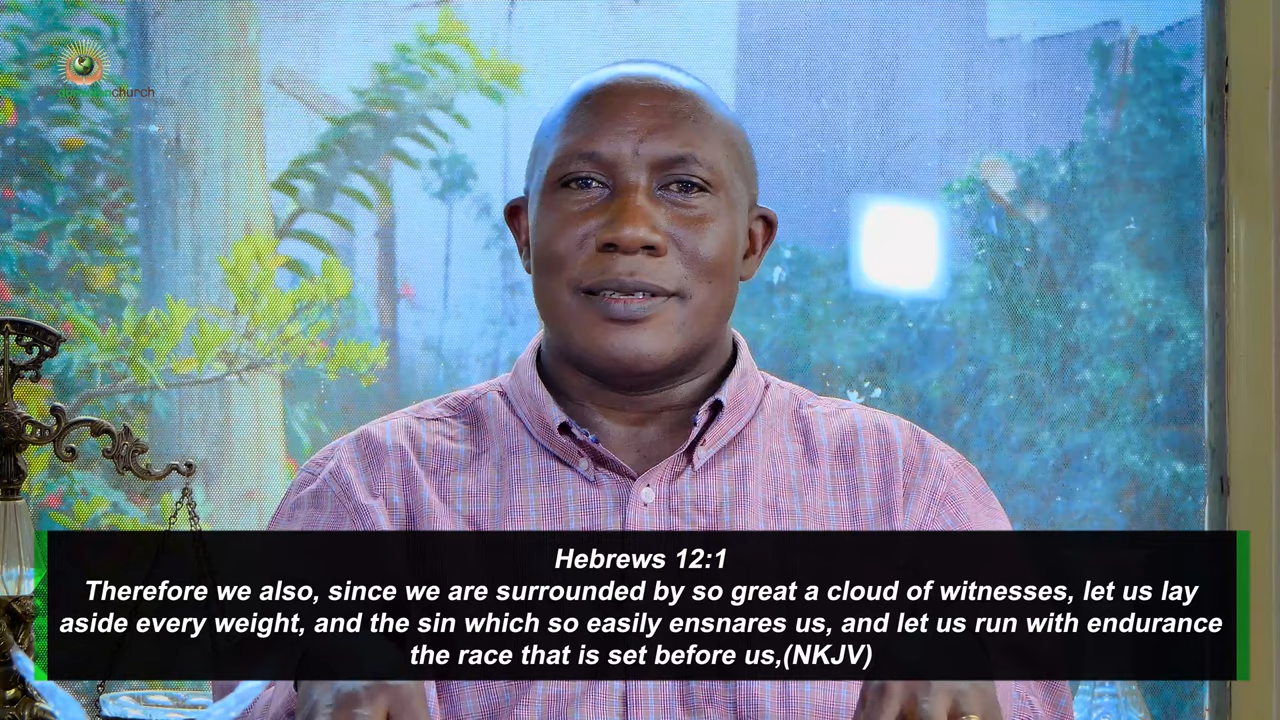 church
Hebrews 12:1
Therefore we also, since we are surrounded by so great a cloud of witnesses, let us lay
aside every weight, and the sin which so easily ensnares us, and let us run with endurance
the race that is set before us,(NKJV)